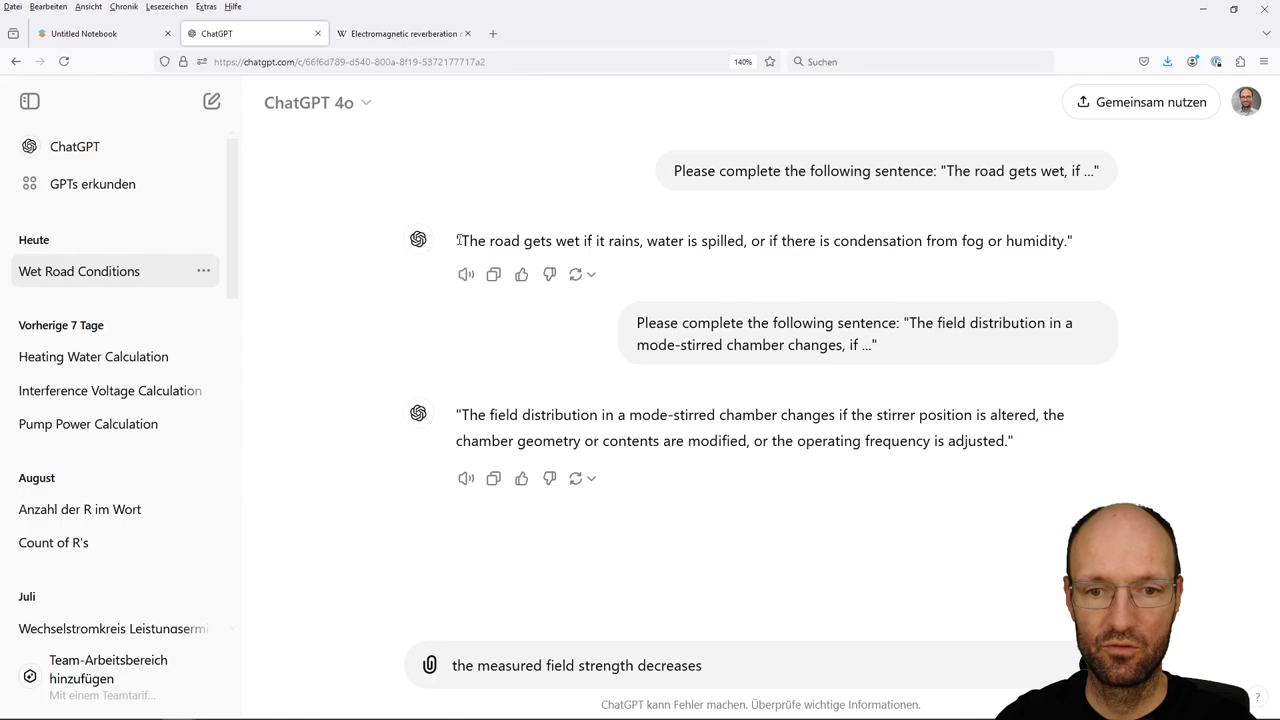 Datei Bearbeiten Ansicht Chronik Lesezeichen Extras Hilfe
Untitled Notebook
ChatGPT
Electromagnetic reverberation c
https://chatgpt.com/c/66f6d789-d540-800a-8f19-5372177717a2
140%
Suchen
ChatGPT 4o
Gemeinsam nutzen
ChatGPT
GPTs erkunden
Heute
Wet Road Conditions
Vorherige 7 Tage
Heating Water Calculation
Interference Voltage Calculation
Pump Power Calculation
August
Anzahl der R im Wort
Count of R's
Juli
Wechselstromkreis Leistungsermi
Team-Arbeitsbereich
hinzufügen
Mit einem Teamtarif...
Please complete the following sentence: "The road gets wet, if ..."
"The road gets wet if it rains, water is spilled, or if there is condensation from fog or humidity."
Please complete the following sentence: "The field distribution in a
mode-stirred chamber changes, if ..."
"The field distribution in a mode-stirred chamber changes if the stirrer position is altered, the
chamber geometry or contents are modified, or the operating frequency is adjusted."
the measured field strength decreases
ChatGPT kann Fehler machen. Überprüfe wichtige Informationen.
?